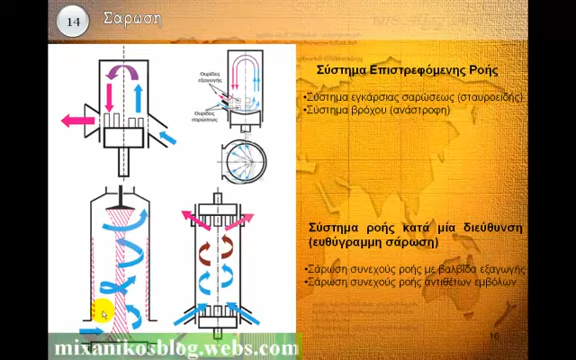 14
Σάρωση
Θυρίδες
εξαγωγής
Θυρίδες
σαρώσεως
Σύστημα Επιστρεφόμενης Ροής
•Σύστημα εγκάρσιας σαρώσεως (σταυροειδής)
•Σύστημα βρόχου (ανάστροφη)
Σύστημα ροής κατά μία διεύθυνση
(ευθύγραμμη σάρωση)
•Σάρωση συνεχούς ροής με βαλβίδα εξαγωγής
•Σάρωση συνεχούς ροής αντιθέτων εμβόλων
16
mixanikosblog.webs.com